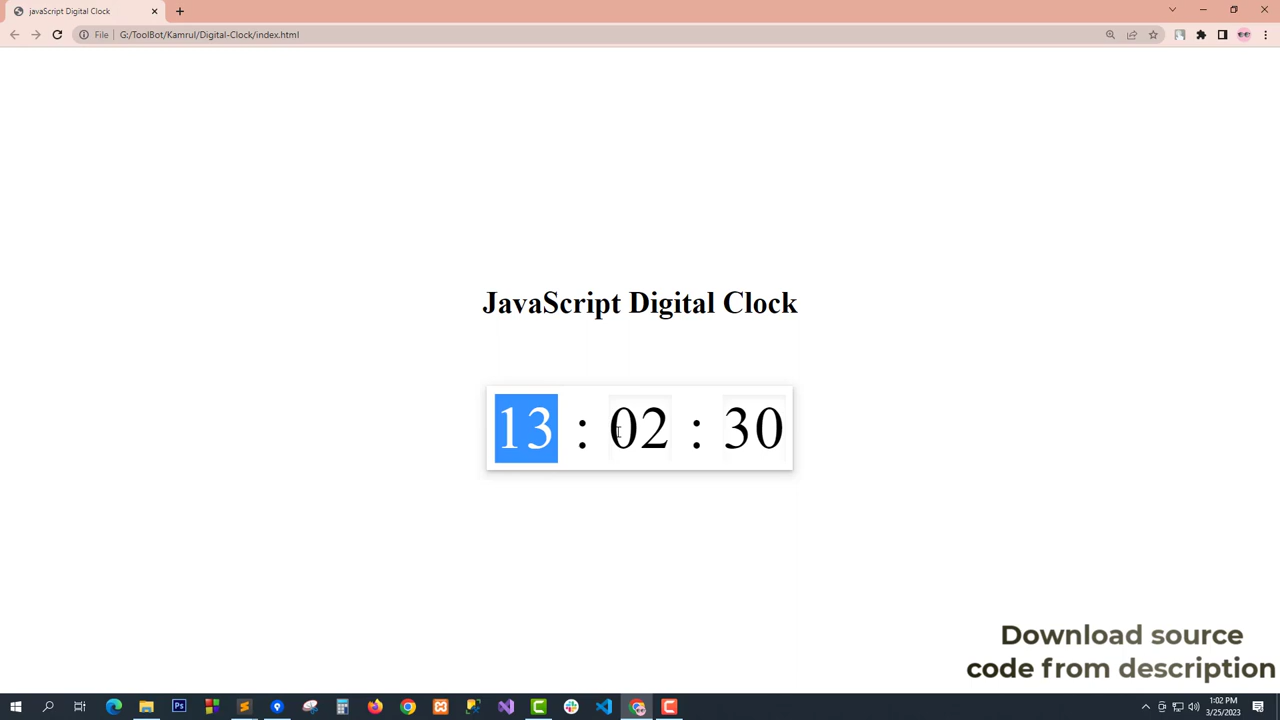 javaScript Digital Clock
File
G:/ToolBot/Kamrul/Digital-Clock/index.html
JavaScript Digital Clock
13 : 02 : 30
Download source
code from description
Ps
1:02 PM
3/25/2023